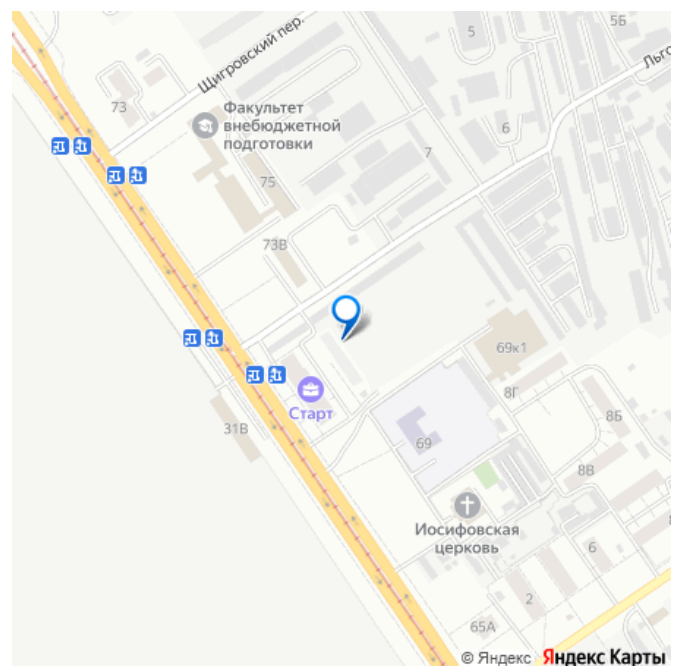 5Б
5
Щигровский пер.
Льго
73
Факультет
внебюджетной
подготовки
6
7
75
73В
69к1
8Г
Старт
8Б
31В
69
8В
Иосифовская
церковь
6
2
65А
© Яндекс Яндекс Карты